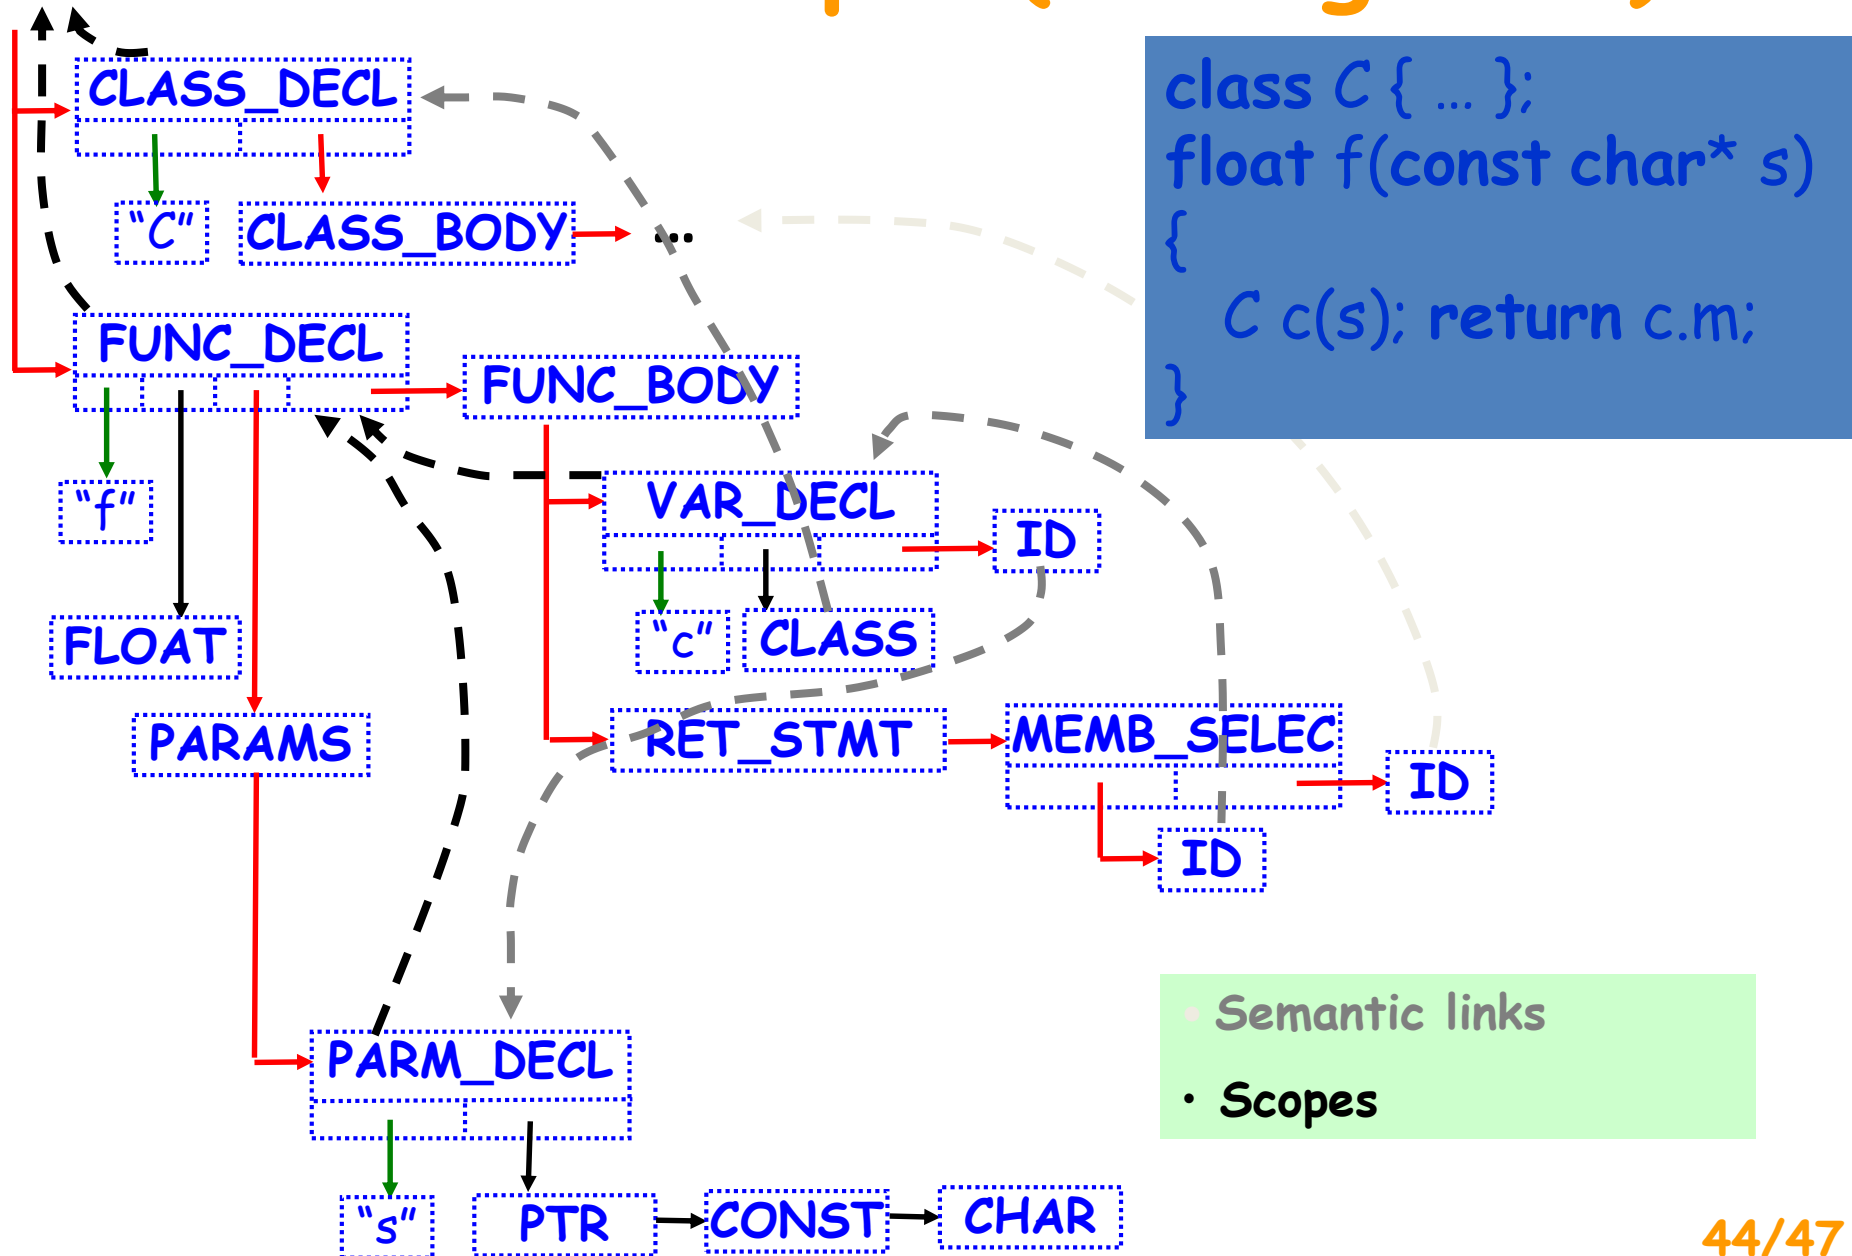 CLASS_DECL
"C"
CLASS_BODY
...
class C { ... };
float f(const char* s)
{
C c(s); return c.m;
}
FUNC_DECL
FUNC_BODY
"f"
VAR_DECL
ID
FLOAT
"c"
CLASS
PARAMS
RET_STMT
MEMB_SELEC
ID
ID
PARM_DECL
"s"
PTR
CONST
CHAR
• Semantic links
• Scopes
44/47